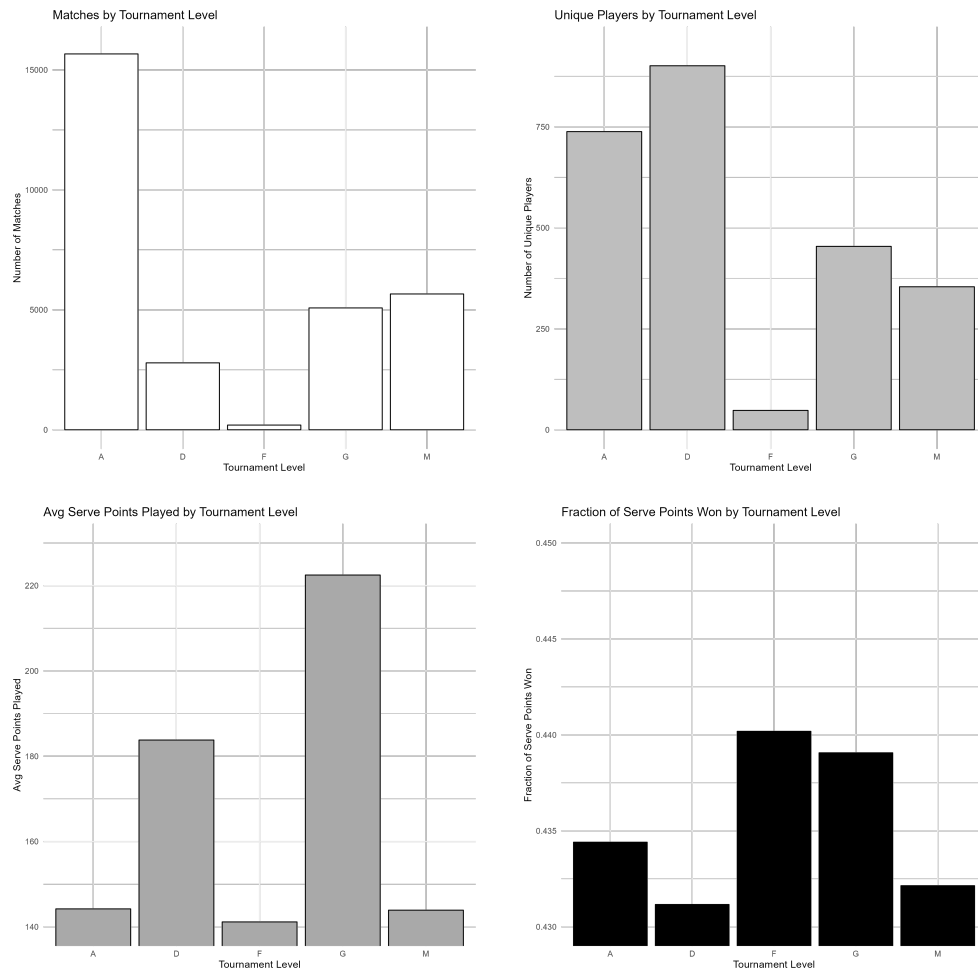 Matches by Tournament Level
Number of Matches
15000
10000
5000
0
A D F G M
Tournament Level
Unique Players by Tournament Level
Number of Unique Players
750
500
250
0
A D F G M
Tournament Level
Avg Serve Points Played by Tournament Level
Avg Serve Points Played
220
200
180
160
140
A D F G M
Tournament Level
Fraction of Serve Points Won by Tournament Level
Fraction of Serve Points Won
0.450
0.445
0.440
0.435
0.430
A D F G M
Tournament Level